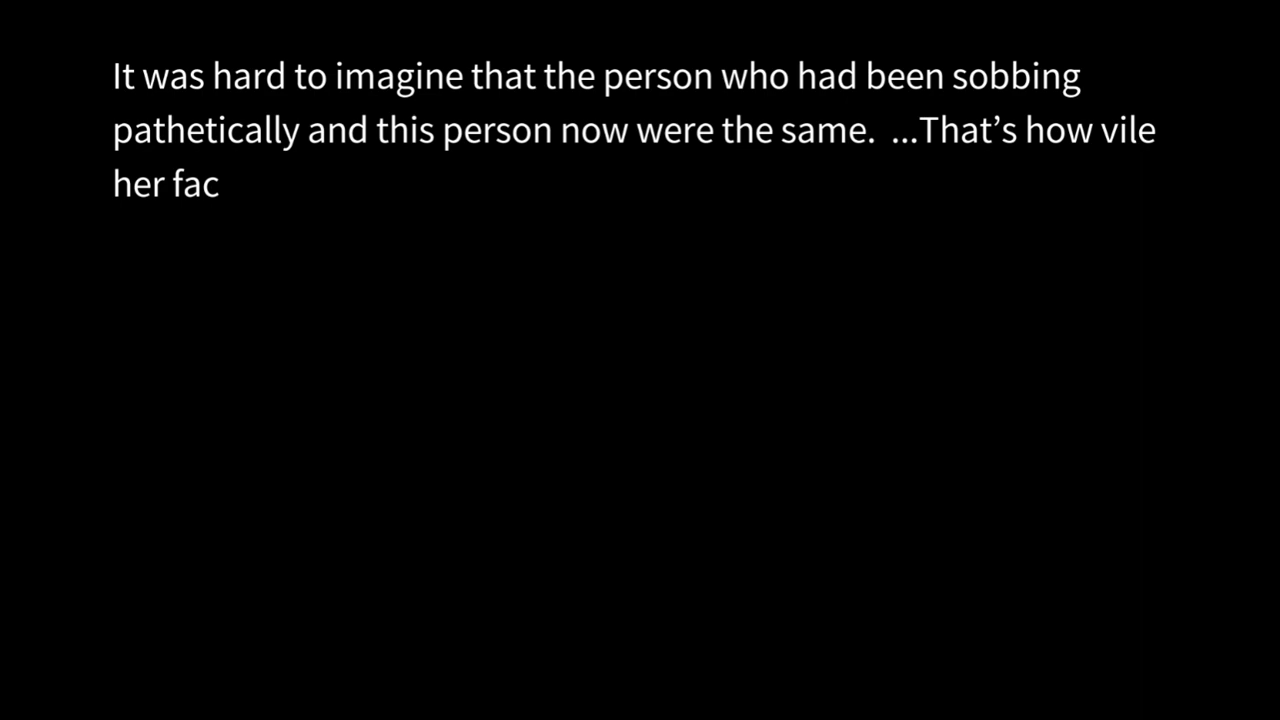 It was hard to imagine that the person who had been sobbing
pathetically and this person now were the same.  ...That’s how vile
her fac